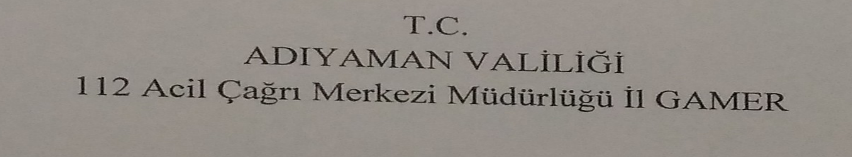 T.C.
ADIYAMAN VALİLİĞİ
112 Acil Çağrı Merkezi Müdürlüğü İl GAMER